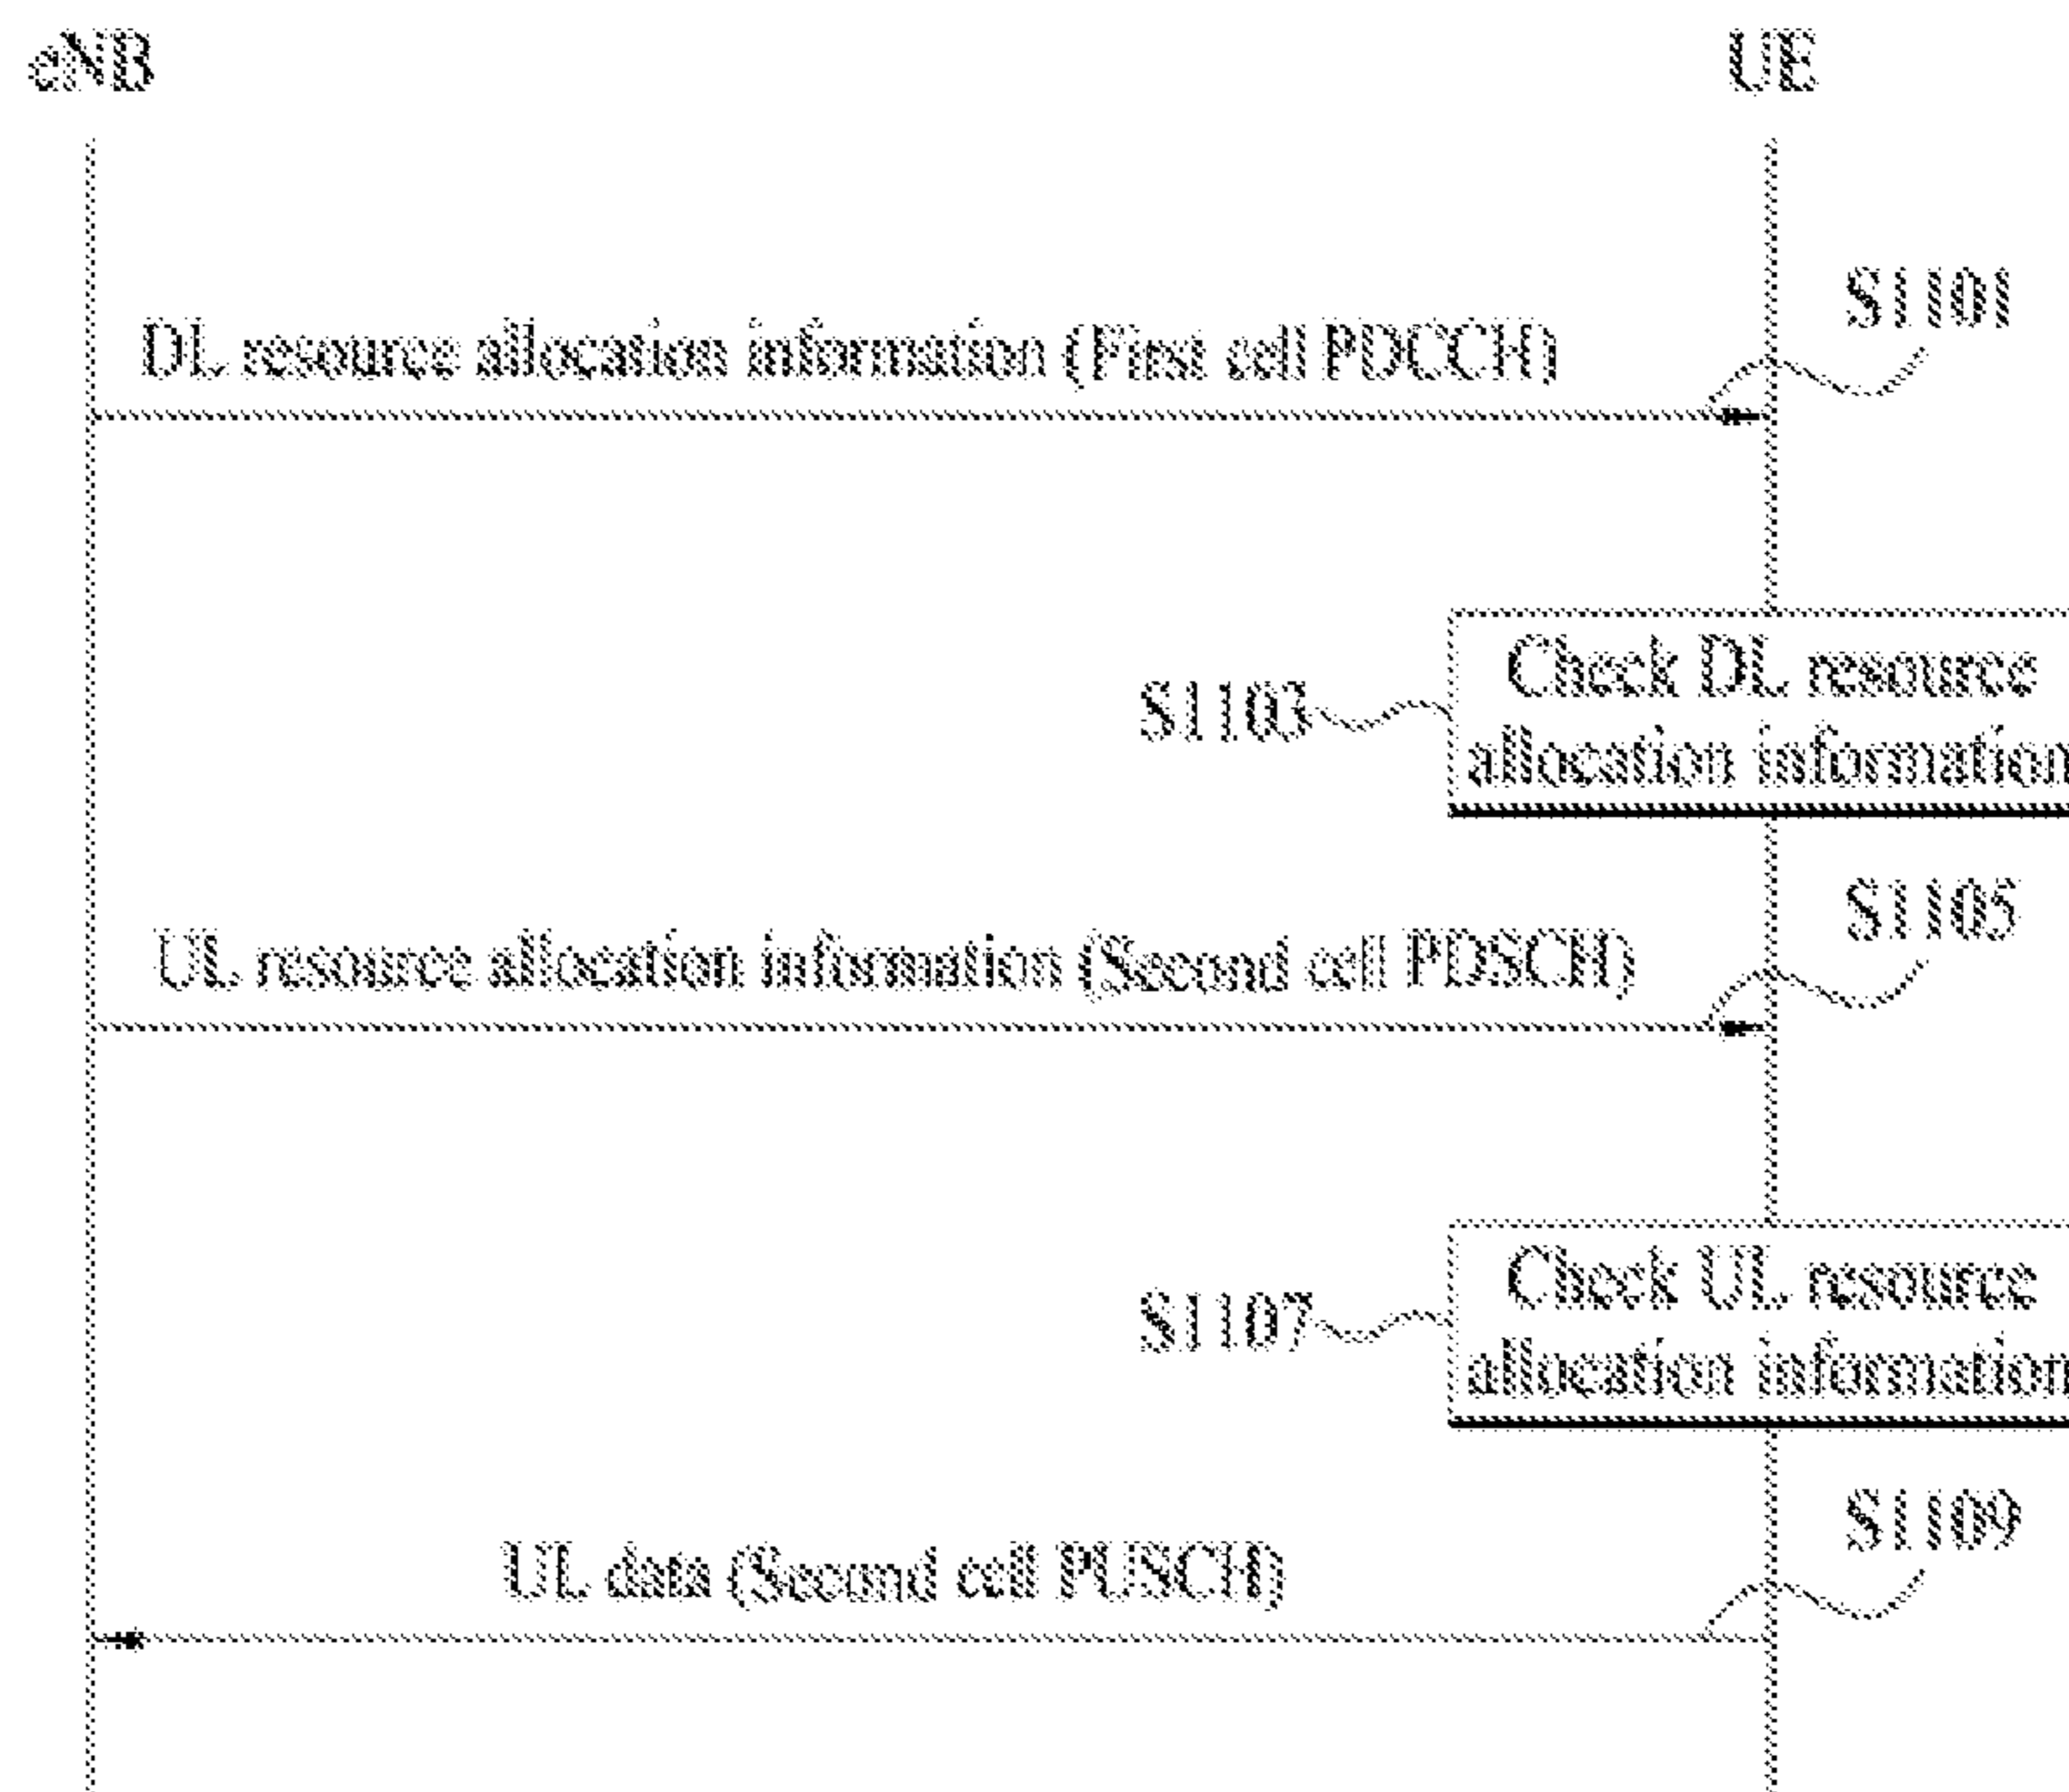 eNB
UE
S1101
DL resource allocation information (First cell PDCCH)
Check DL resource
allocation information
S1103
S1105
UL resource allocation information (Second cell PDSCH)
Check UL resource
allocation information
S1107
S1109
UL data (Second cell PUSCH)